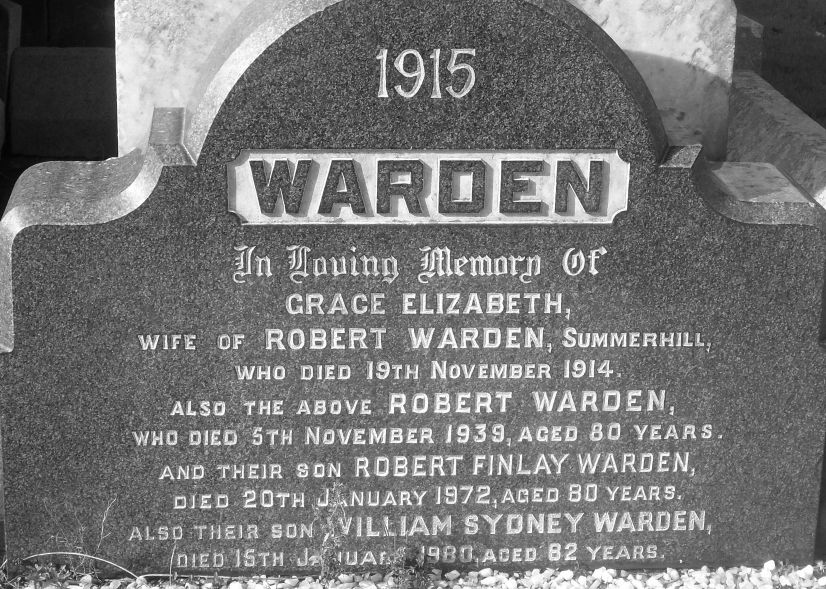 1915
WARDEN
In Loving Memory Of
GRACE ELIZABETH,
WIFE OF ROBERT WARDEN, SUMMERHILL,
WHO DIED 19TH NOVEMBER 1914.
ALSO THE ABOVE ROBERT WARDEN,
WHO DIED 5TH NOVEMBER 1939, AGED 80 YEARS.
AND THEIR SON ROBERT FINLAY WARDEN,
DIED 20TH JANUARY 1972, AGED 80 YEARS.
ALSO THEIR SON WILLIAM SYDNEY WARDEN,
DIED 15TH JANUARY 1980, AGED 82 YEARS.